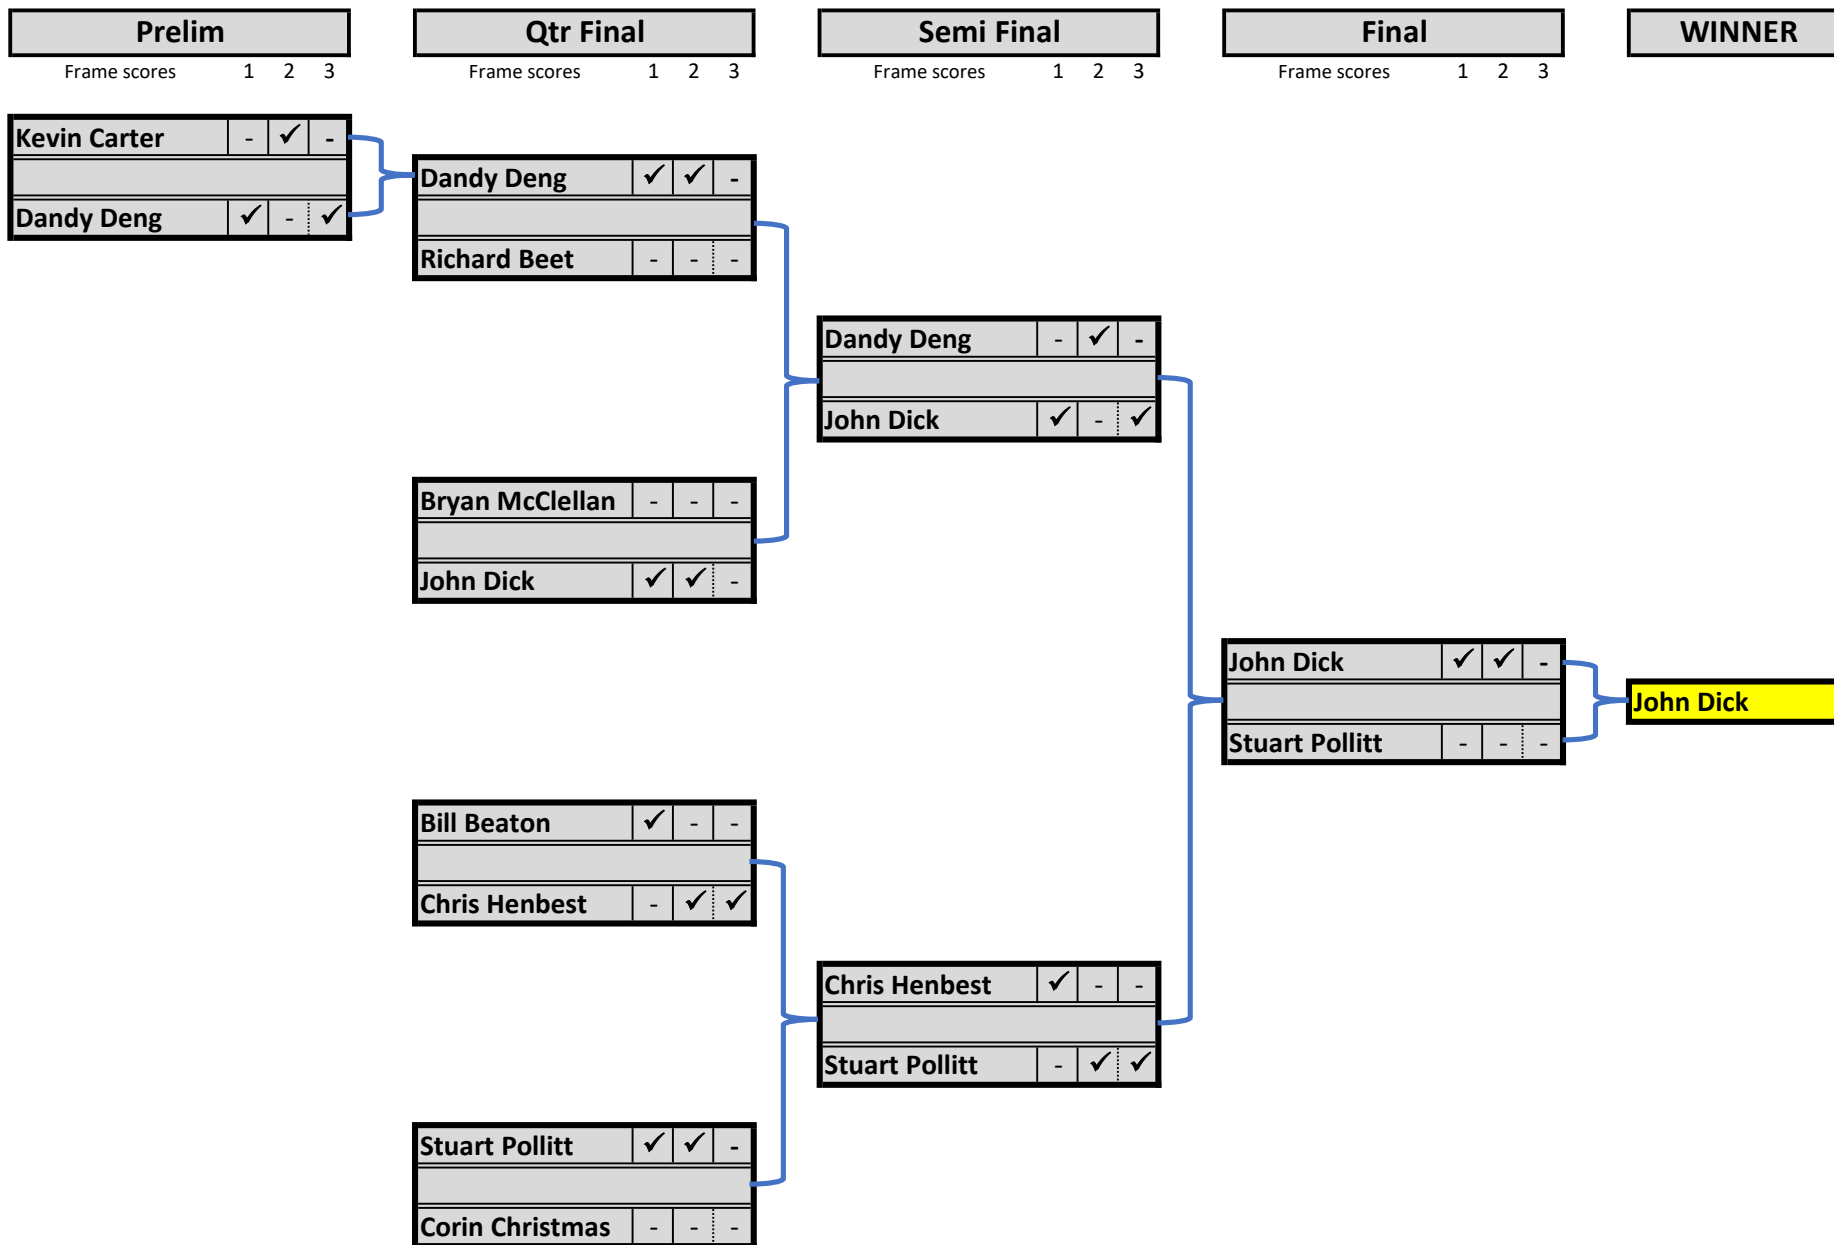 Prelim Qtr Final Semi Final Final WINNER
Frame scores 1 2 3 Frame scores 1 2 3 Frame scores 1 2 3 Frame scores 1 2 3
Kevin Carter - ✓ -
Dandy Deng ✓ - ✓
Dandy Deng ✓ ✓ -
Richard Beet - - -
Bryan McClellan - - -
John Dick ✓ ✓ -
Bill Beaton ✓ - -
Chris Henbest - ✓ ✓
Stuart Pollitt ✓ ✓ -
Corin Christmas - - -
Dandy Deng - ✓ -
John Dick ✓ - ✓
Chris Henbest ✓ - -
Stuart Pollitt - ✓ ✓
John Dick ✓ ✓ -
Stuart Pollitt - - -
John Dick